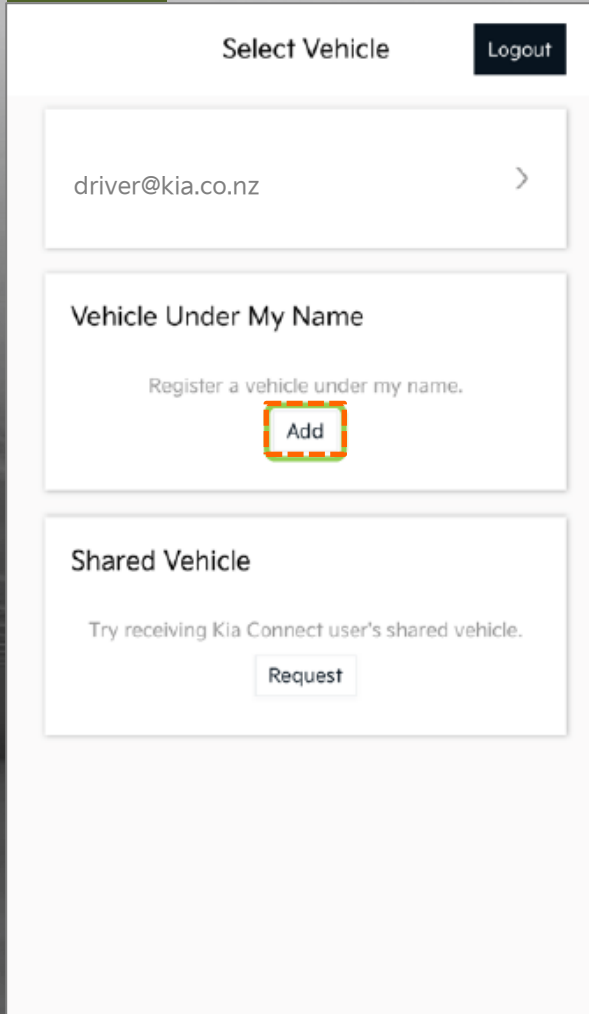 Select Vehicle
Logout
driver@kia.co.nz
Vehicle Under My Name
Register a vehicle under my name.
Add
Shared Vehicle
Try receiving Kia Connect user's shared vehicle.
Request